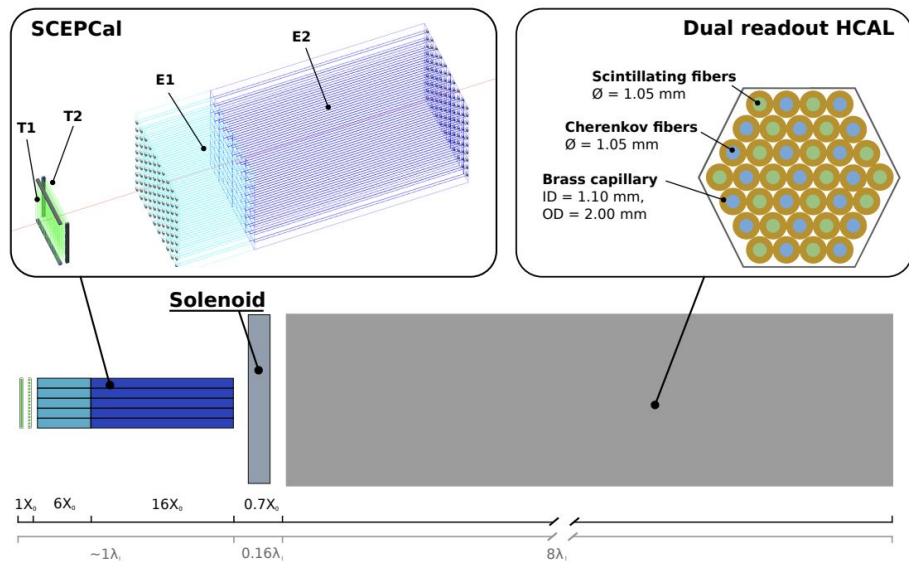 SCEPCal
E1
E2
T1
T2
Dual readout HCAL
Scintillating fibers
Ø = 1.05 mm
Cherenkov fibers
Ø = 1.05 mm
Brass capillary
ID = 1.10 mm,
OD = 2.00 mm
Solenoid
1X₀ 6X₀ 16X₀ 0.7X₀
~1λI 0.16λI 8λI